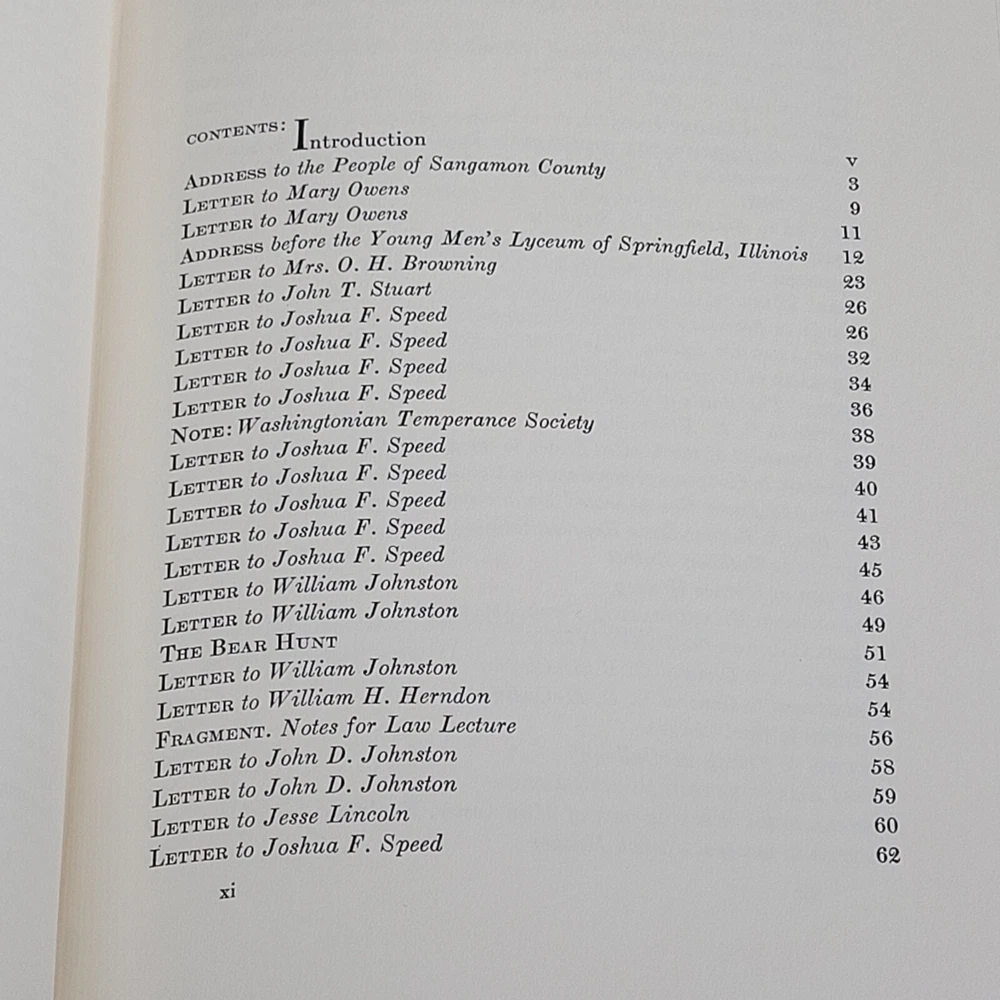 CONTENTS: Introduction v
ADDRESS to the People of Sangamon County 3
LETTER to Mary Owens 9
LETTER to Mary Owens 11
ADDRESS before the Young Men's Lyceum of Springfield, Illinois 12
LETTER to Mrs. O. H. Browning 23
LETTER to John T. Stuart 26
LETTER to Joshua F. Speed 26
LETTER to Joshua F. Speed 32
LETTER to Joshua F. Speed 34
LETTER to Joshua F. Speed 36
NOTE: Washingtonian Temperance Society 38
LETTER to Joshua F. Speed 39
LETTER to Joshua F. Speed 40
LETTER to Joshua F. Speed 41
LETTER to Joshua F. Speed 43
LETTER to Joshua F. Speed 45
LETTER to William Johnston 46
LETTER to William Johnston 49
THE BEAR HUNT 51
LETTER to William Johnston 54
LETTER to William H. Herndon 54
FRAGMENT. Notes for Law Lecture 56
LETTER to John D. Johnston 58
LETTER to John D. Johnston 59
LETTER to Jesse Lincoln 60
LETTER to Joshua F. Speed 62
xi